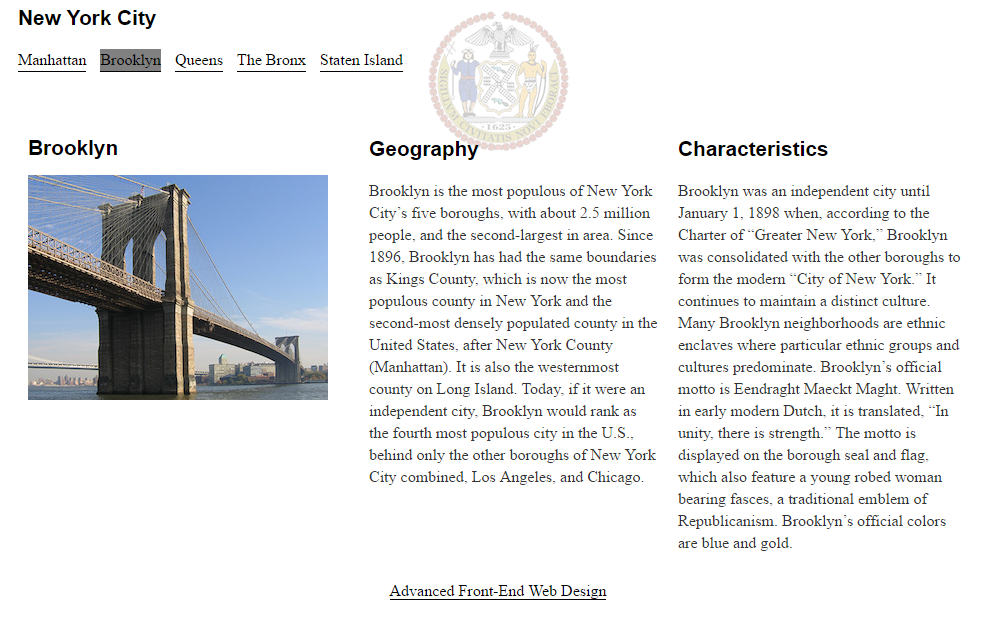 New York City
Manhattan Brooklyn Queens The Bronx Staten Island
SIGILLUM CIVITATIS NOVI EBORACI
·1625·
Brooklyn
Geography
Brooklyn is the most populous of New York
City’s five boroughs, with about 2.5 million
people, and the second-largest in area. Since
1896, Brooklyn has had the same boundaries
as Kings County, which is now the most
populous county in New York and the
second-most densely populated county in the
United States, after New York County
(Manhattan). It is also the westernmost
county on Long Island. Today, if it were an
independent city, Brooklyn would rank as
the fourth most populous city in the U.S.,
behind only the other boroughs of New York
City combined, Los Angeles, and Chicago.
Characteristics
Brooklyn was an independent city until
January 1, 1898 when, according to the
Charter of “Greater New York,” Brooklyn
was consolidated with the other boroughs to
form the modern “City of New York.” It
continues to maintain a distinct culture.
Many Brooklyn neighborhoods are ethnic
enclaves where particular ethnic groups and
cultures predominate. Brooklyn’s official
motto is Eendraght Maeckt Maght. Written
in early modern Dutch, it is translated, “In
unity, there is strength.” The motto is
displayed on the borough seal and flag,
which also feature a young robed woman
bearing fasces, a traditional emblem of
Republicanism. Brooklyn’s official colors
are blue and gold.
Advanced Front-End Web Design